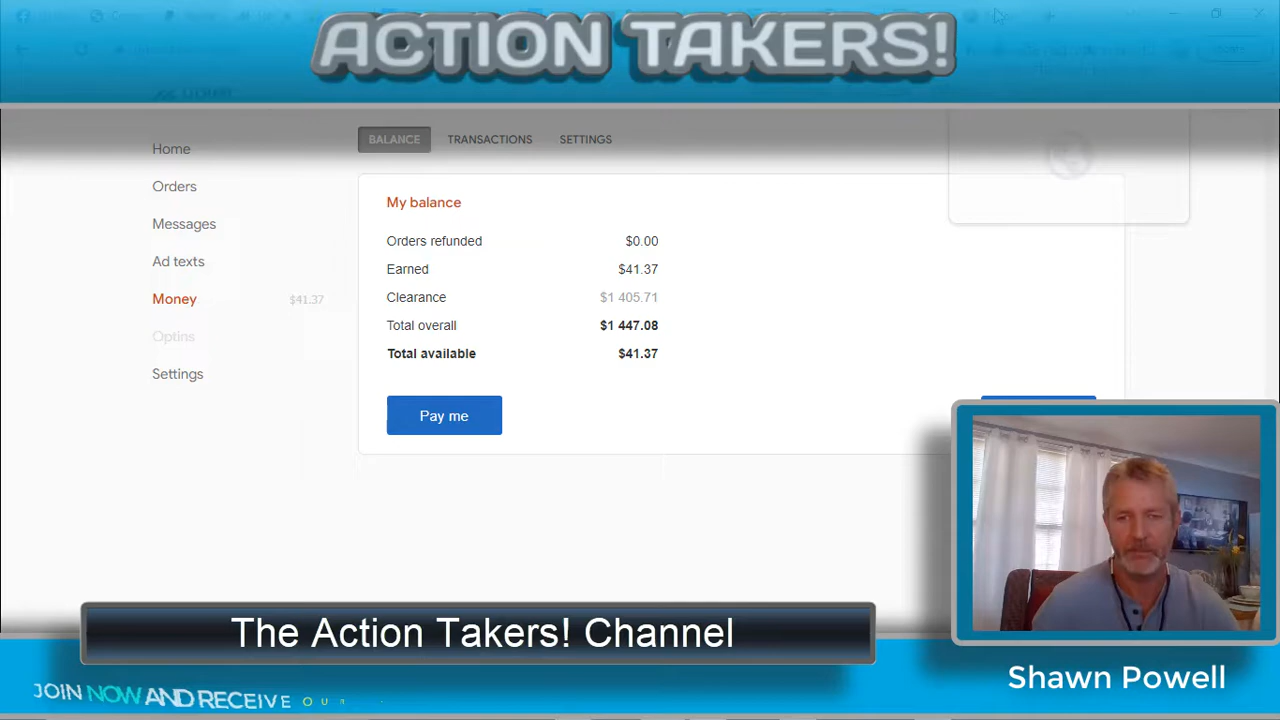 ACTION TAKERS!
BALANCE TRANSACTIONS SETTINGS
Home
Orders
Messages
Ad texts
Money $41.37
Optins
Settings
My balance
Orders refunded $0.00
Earned $41.37
Clearance $1 405.71
Total overall $1 447.08
Total available $41.37
Pay me
The Action Takers! Channel
Shawn Powell
JOIN NOW AND RECEIVE OUR